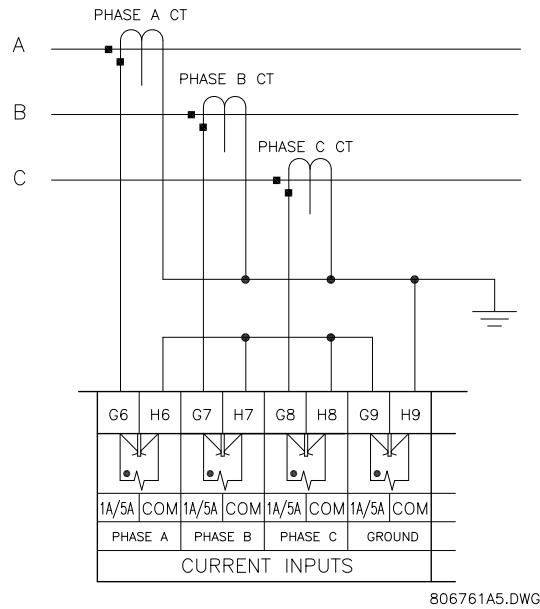 PHASE A CT
A
PHASE B CT
B
PHASE C CT
C
G6 H6 G7 H7 G8 H8 G9 H9
1A/5A COM 1A/5A COM 1A/5A COM 1A/5A COM
PHASE A PHASE B PHASE C GROUND
CURRENT INPUTS
806761A5.DWG